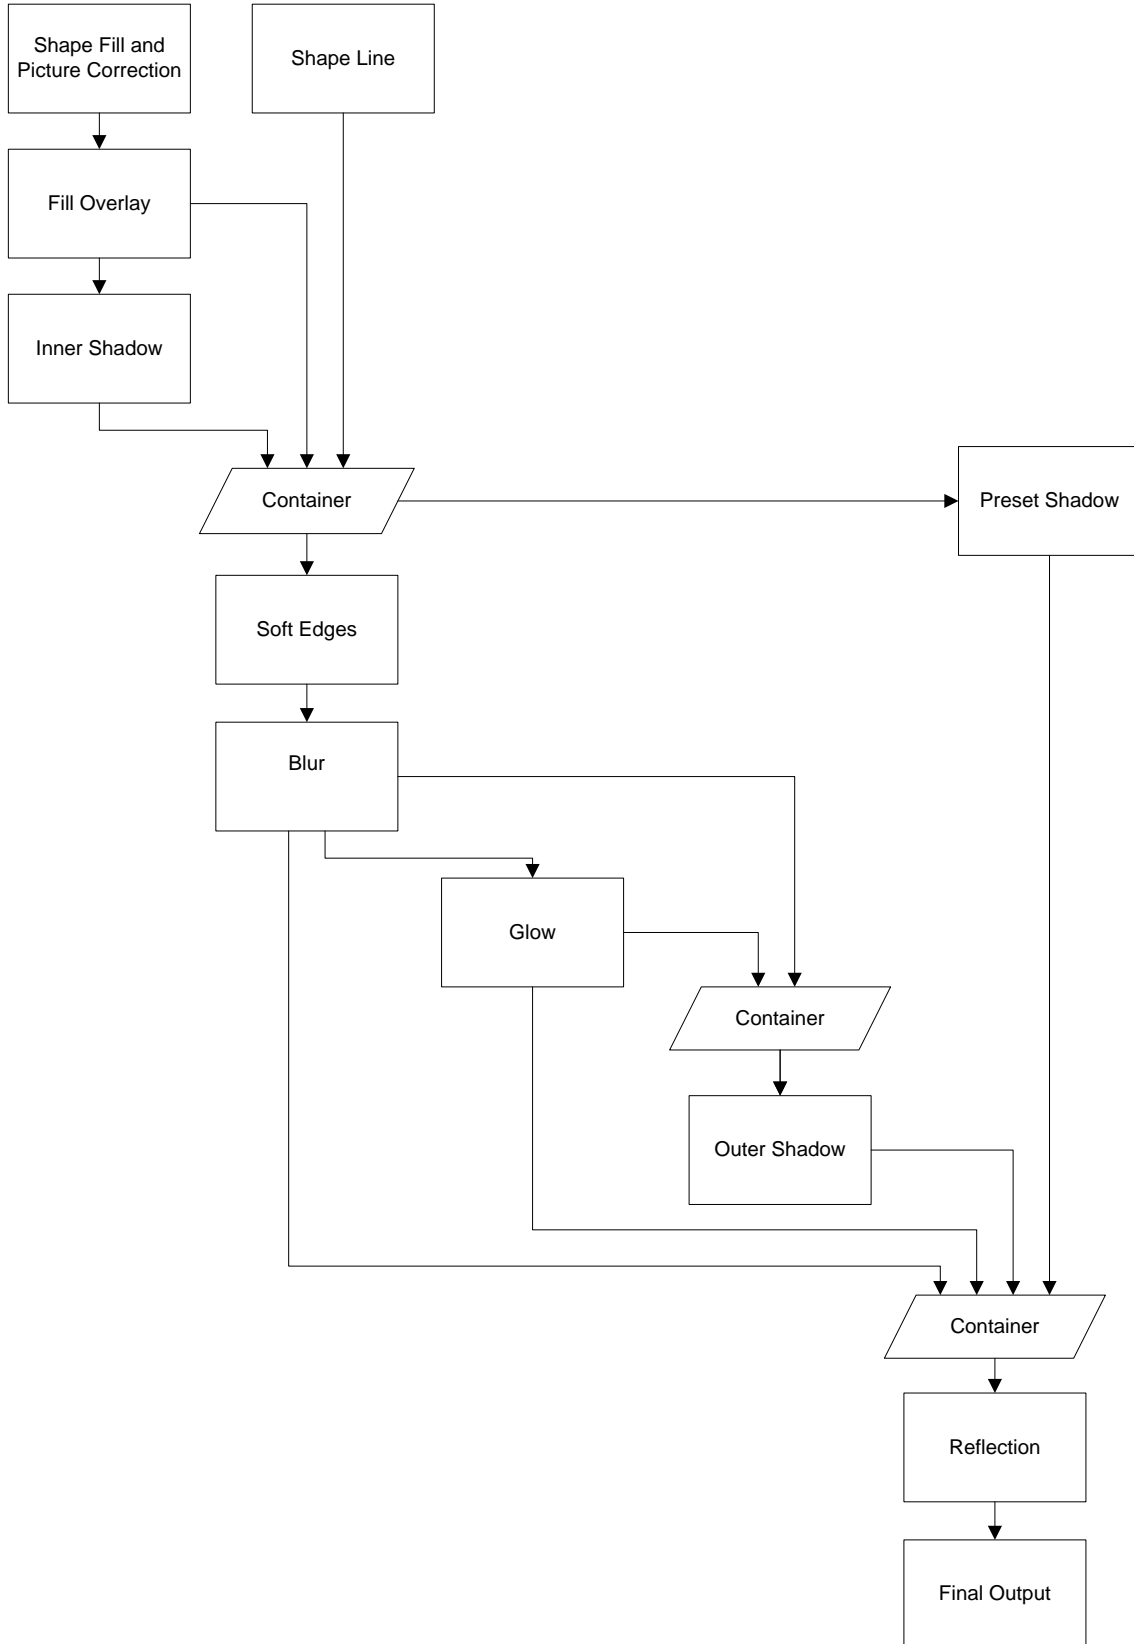 Shape Fill and
Picture Correction
Shape Line
Fill Overlay
Inner Shadow
Container
Preset Shadow
Soft Edges
Blur
Glow
Container
Outer Shadow
Container
Reflection
Final Output